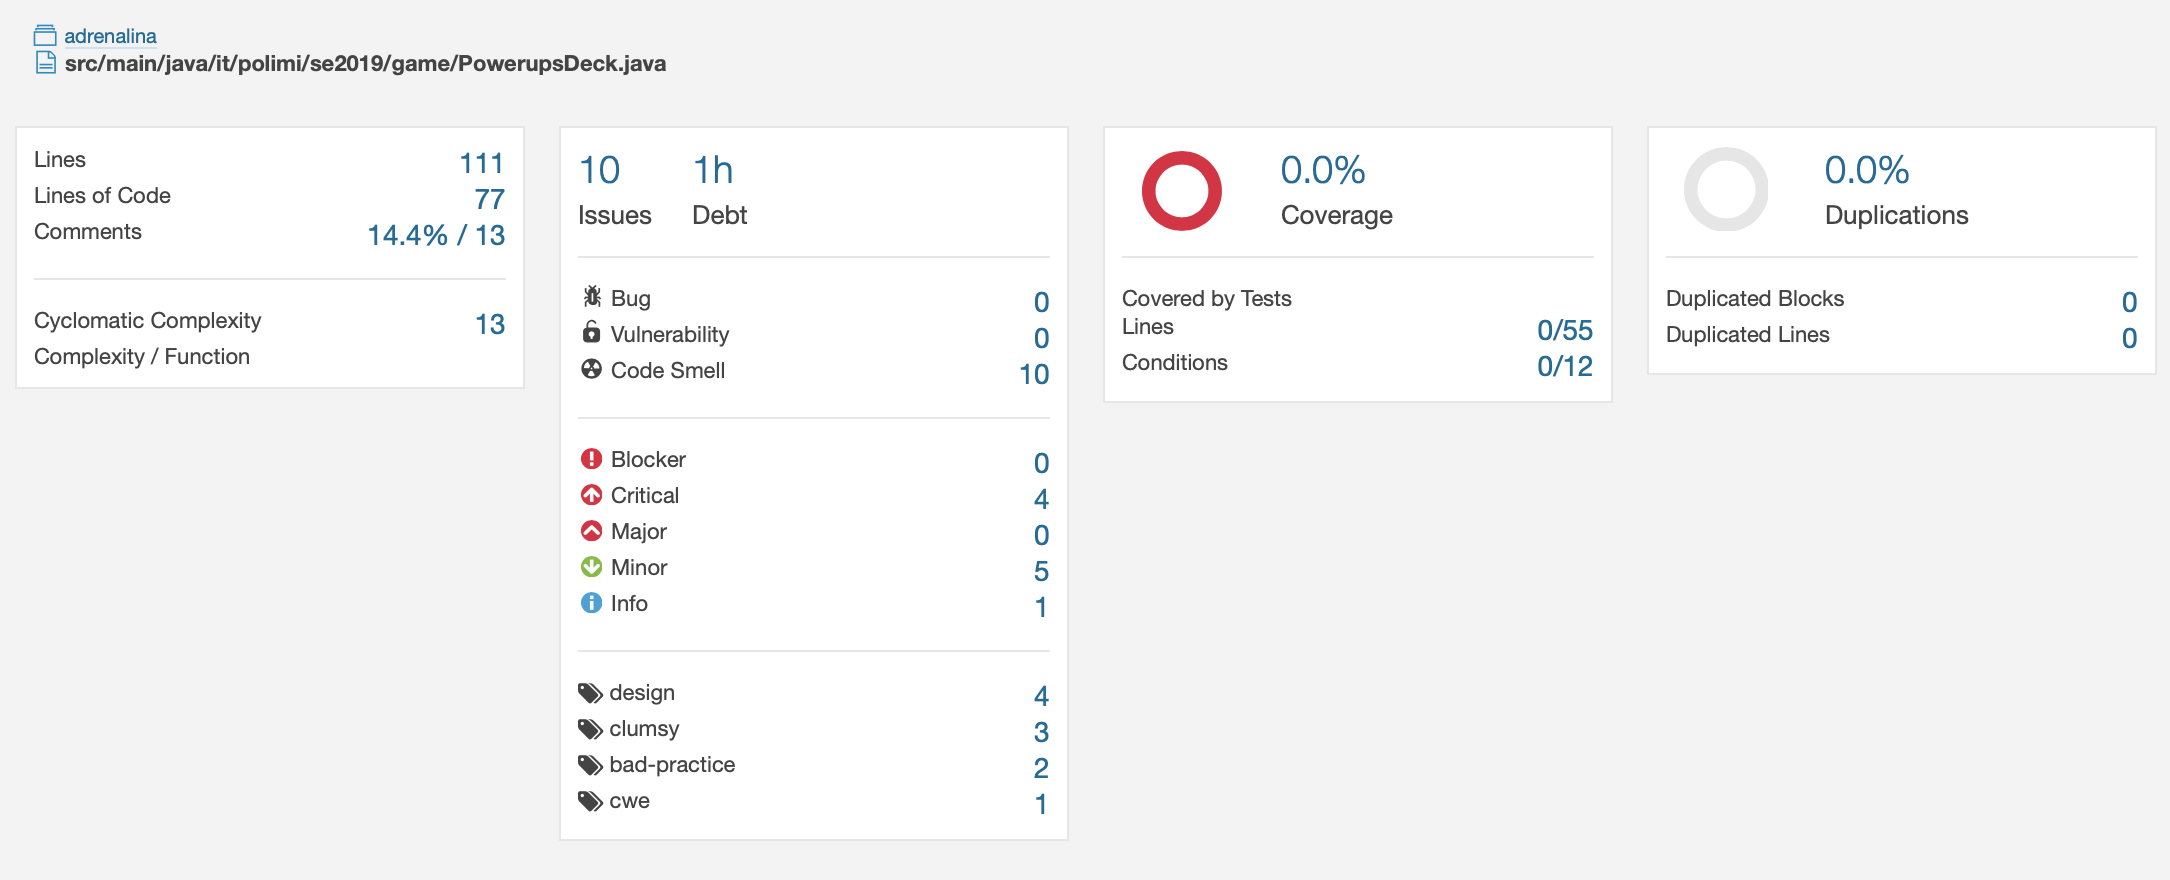 adrenalina
src/main/java/it/polimi/se2019/game/PowerupsDeck.java
Lines 111
Lines of Code 77
Comments 14.4% / 13
Cyclomatic Complexity 13
Complexity / Function
10 1h
Issues Debt
Bug 0
Vulnerability 0
Code Smell 10
Blocker 0
Critical 4
Major 0
Minor 5
Info 1
design 4
clumsy 3
bad-practice 2
cwe 1
0.0%
Coverage
Covered by Tests
Lines 0/55
Conditions 0/12
0.0%
Duplications
Duplicated Blocks 0
Duplicated Lines 0